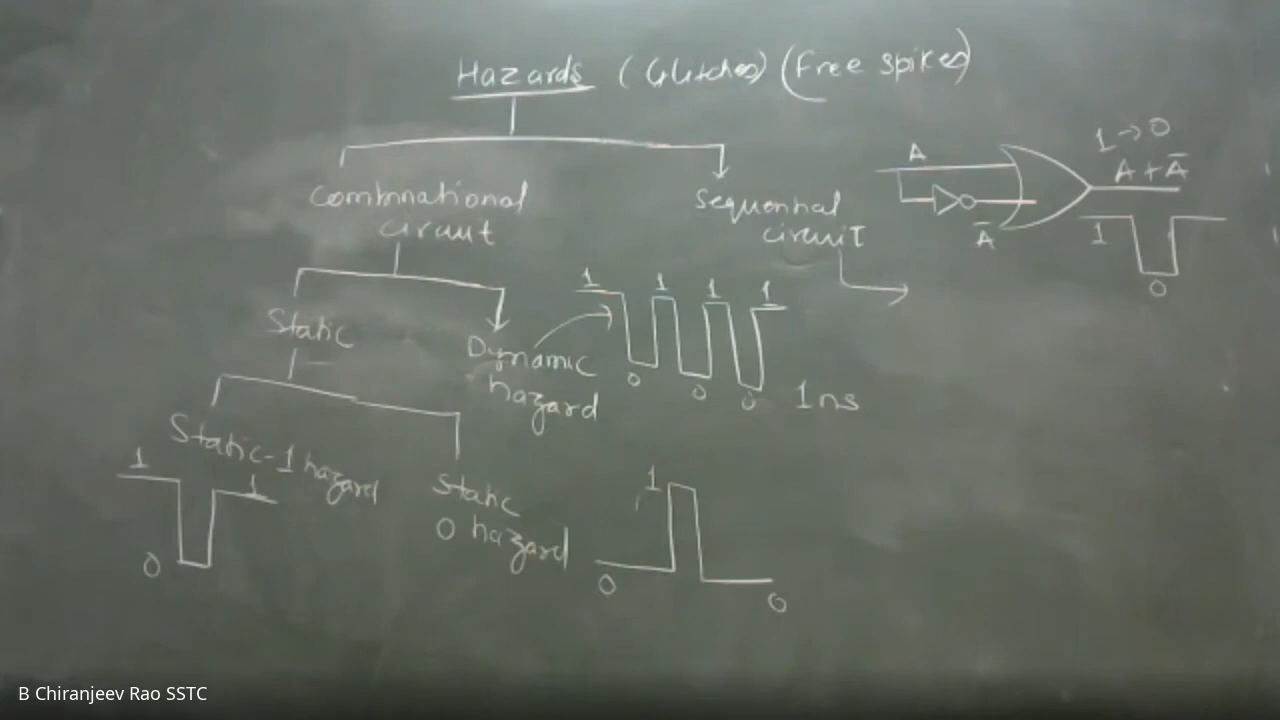 Hazards (Glitches) (Free spikes)
Combinational
circuit
Sequential
circuit
A
Ā
1 → 0
A + Ā
1
0
Static
Dynamic
hazard
1 1 1 1
0 0 0
1ns
Static-1 hazard
1 1
0
Static
0 hazard
1
0 0
B Chiranjeev Rao SSTC